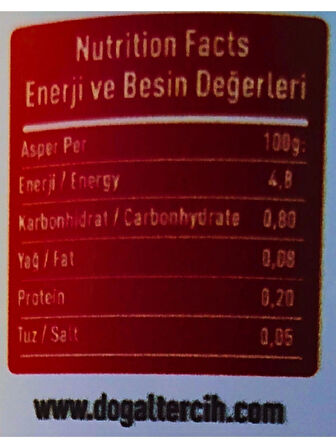 Nutrition Facts
Enerji ve Besin Değerleri
Asper Per 100g.
Enerji / Energy 4,8
Karbonhidrat / Carbonhydrate 0,80
Yağ / Fat 0,08
Protein 0,20
Tuz / Salt 0,05
www.dogaltercih.com